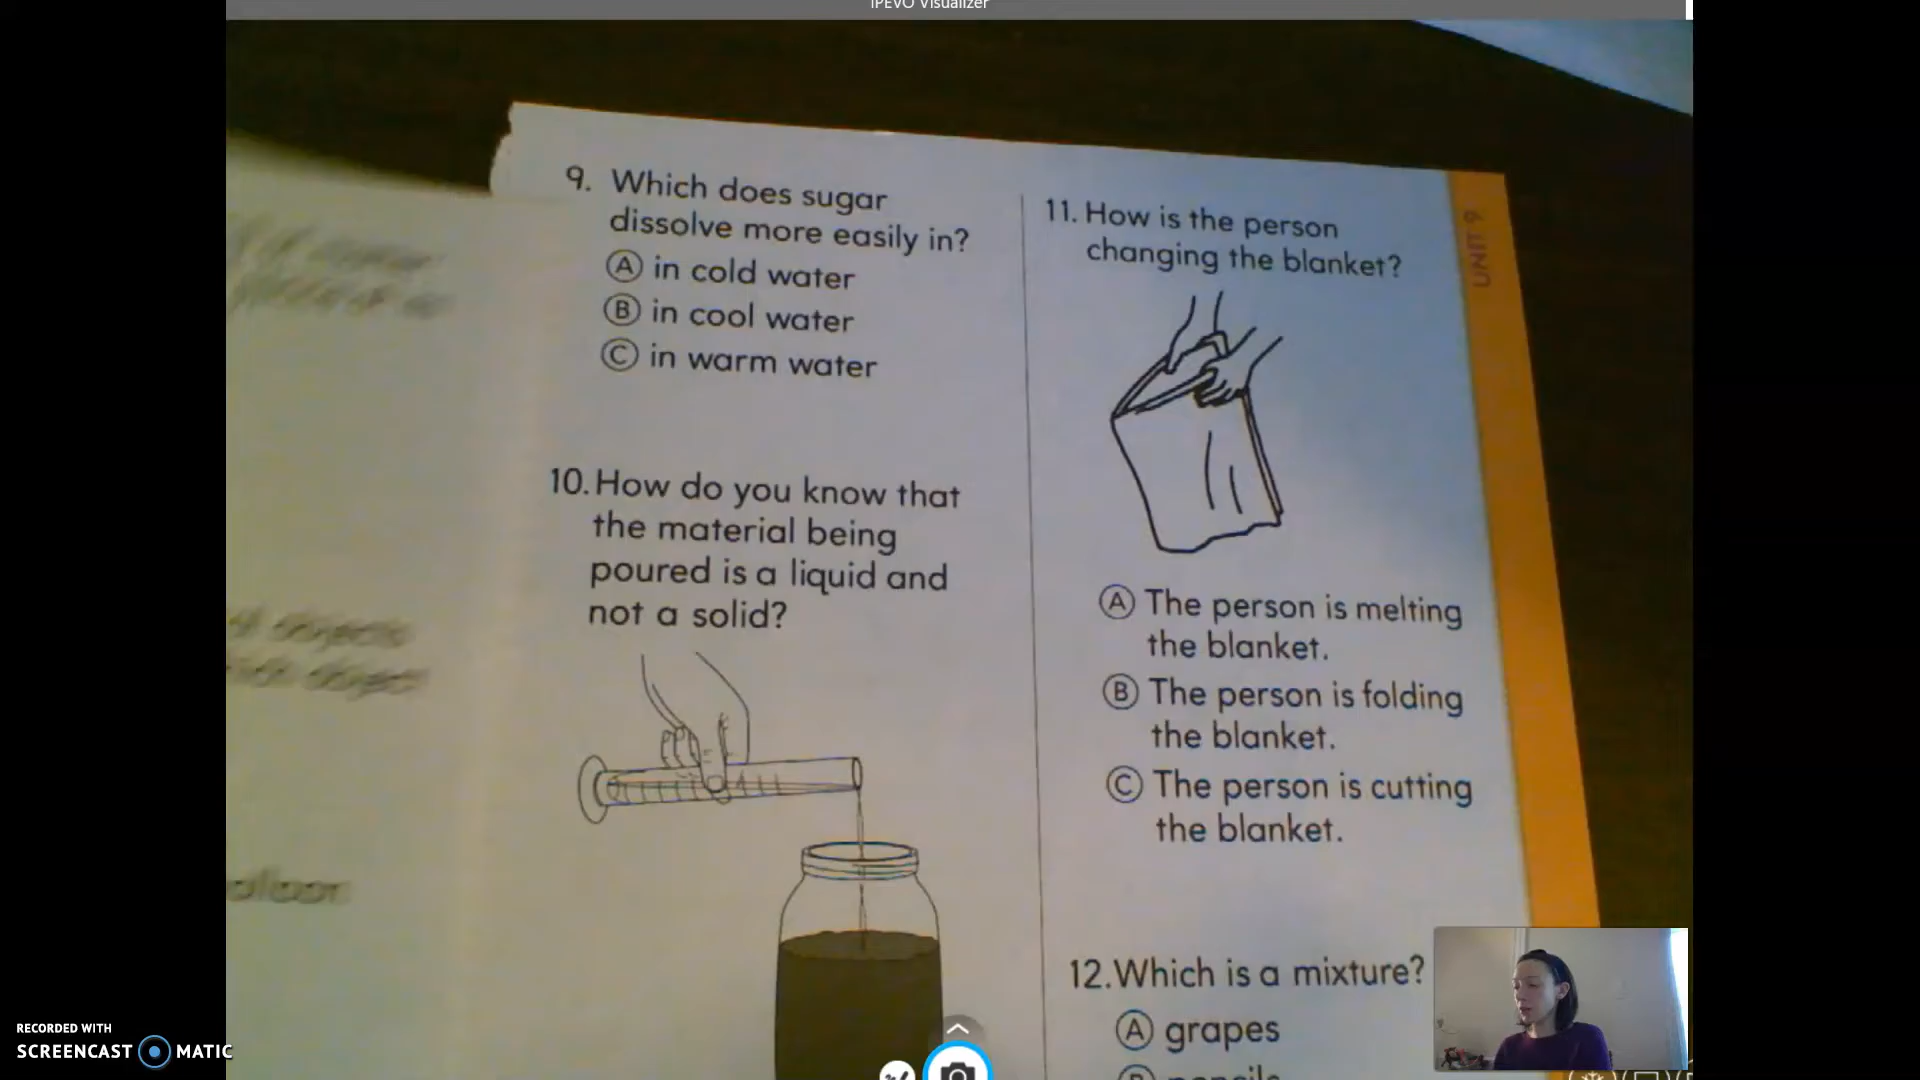 IPEVO Visualizer
9. Which does sugar
dissolve more easily in?
A in cold water
B in cool water
C in warm water
10. How do you know that
the material being
poured is a liquid and
not a solid?
11. How is the person
changing the blanket?
A The person is melting
the blanket.
B The person is folding
the blanket.
C The person is cutting
the blanket.
12. Which is a mixture?
A grapes
B pencils
UNIT 9
RECORDED WITH
SCREENCAST MATIC